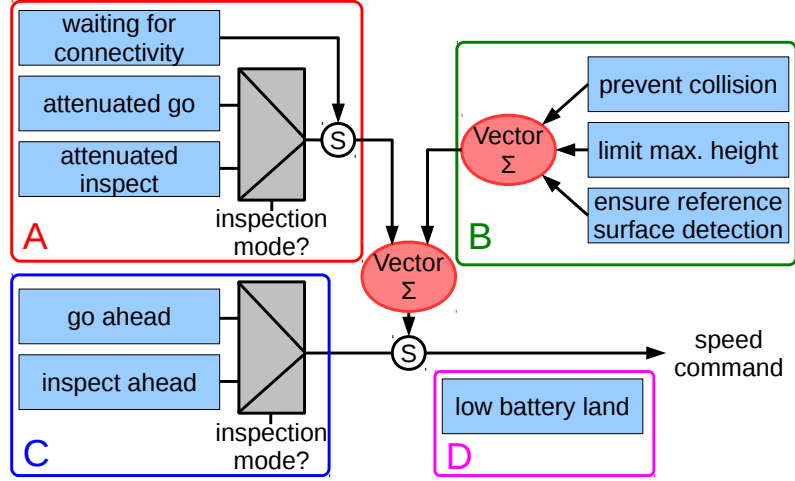 waiting for
connectivity
attenuated go
attenuated
inspect
inspection
mode?
A
S
prevent collision
limit max. height
ensure reference
surface detection
Vector
Σ
B
Vector
Σ
go ahead
inspect ahead
inspection
mode?
C
S
speed
command
low battery land
D